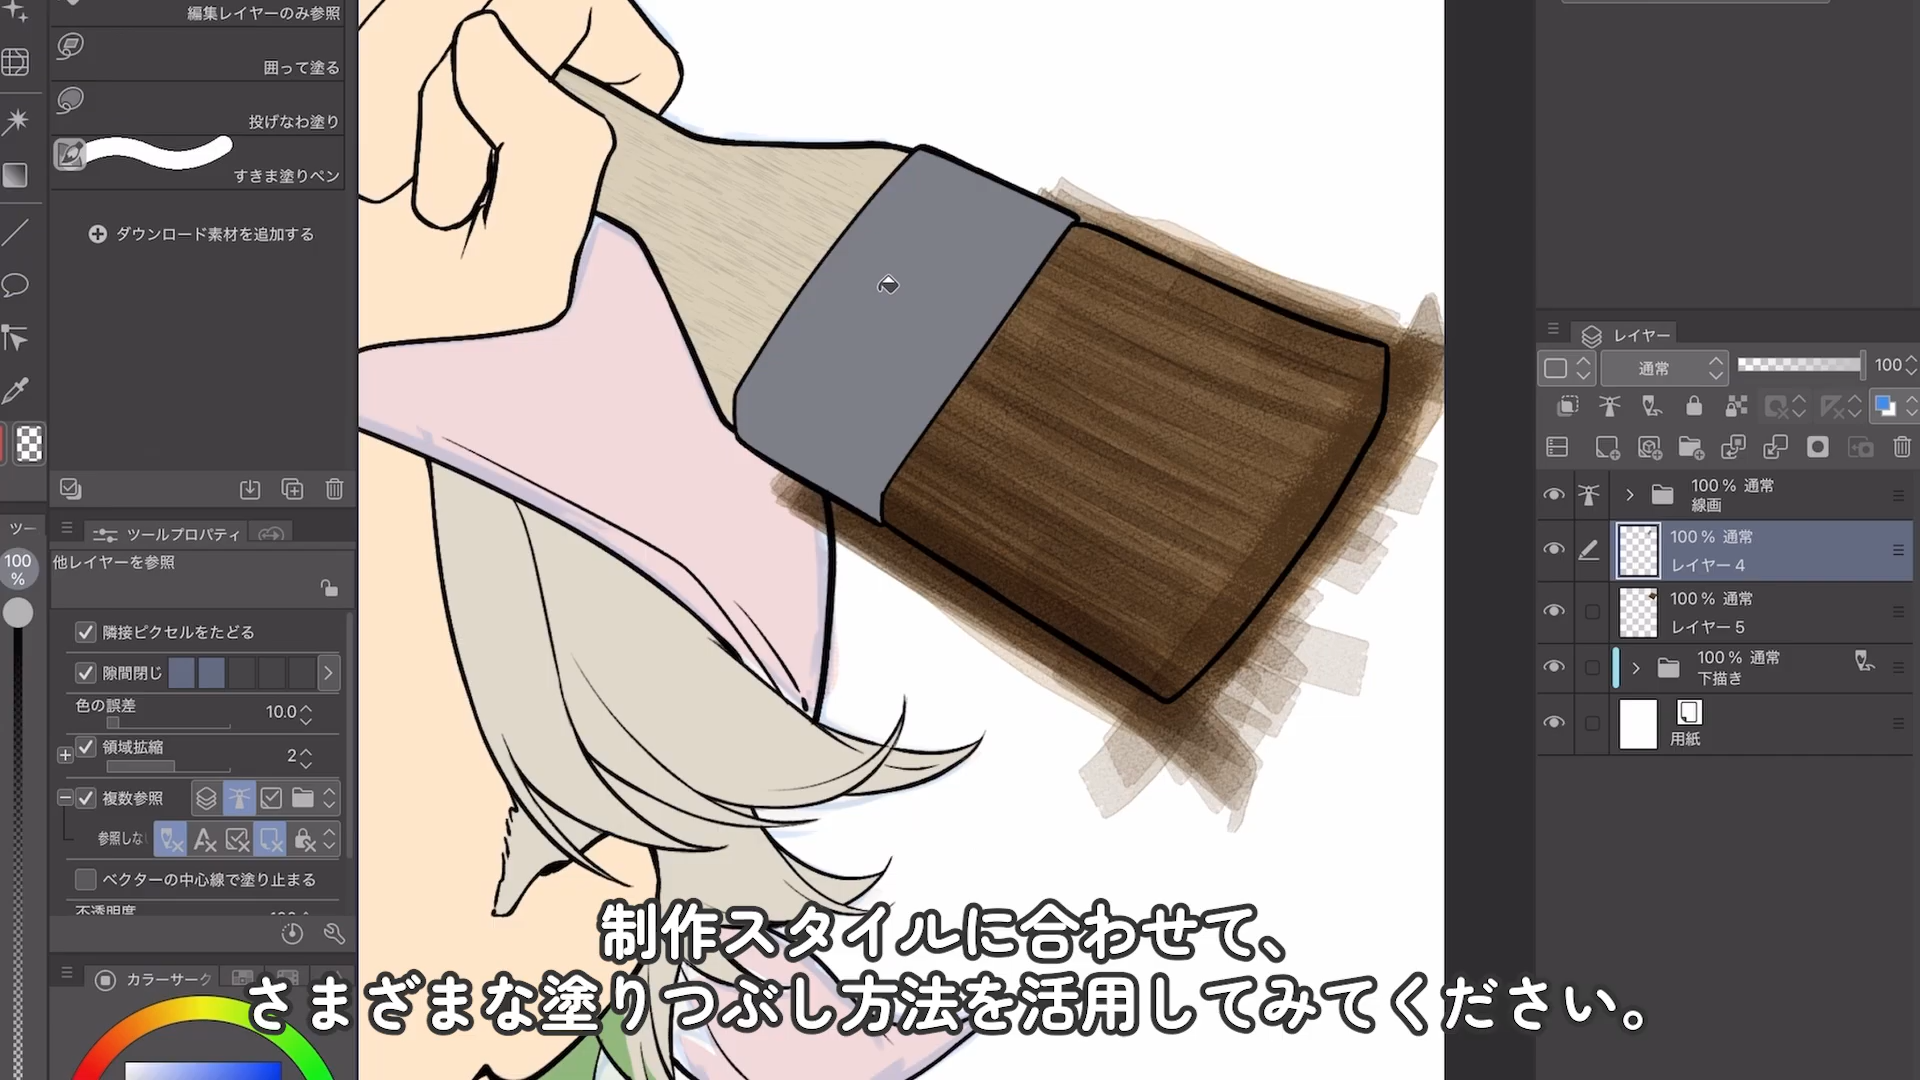 編集レイヤーのみ参照
囲って塗る
投げなわ塗り
すきま塗りペン
ダウンロード素材を追加する
ツー
ツールプロパティ
100
%
他レイヤーを参照
隣接ピクセルをたどる
隙間閉じ
色の誤差 10.0
領域拡縮 2
複数参照
参照しな
ベクターの中心線で塗り止まる
不透明度 100
カラーサーク
レイヤー
通常 100
100 % 通常
線画
100 % 通常
レイヤー 4
100 % 通常
レイヤー 5
100 % 通常
下描き
用紙
制作スタイルに合わせて、
さまざまな塗りつぶし方法を活用してみてください。